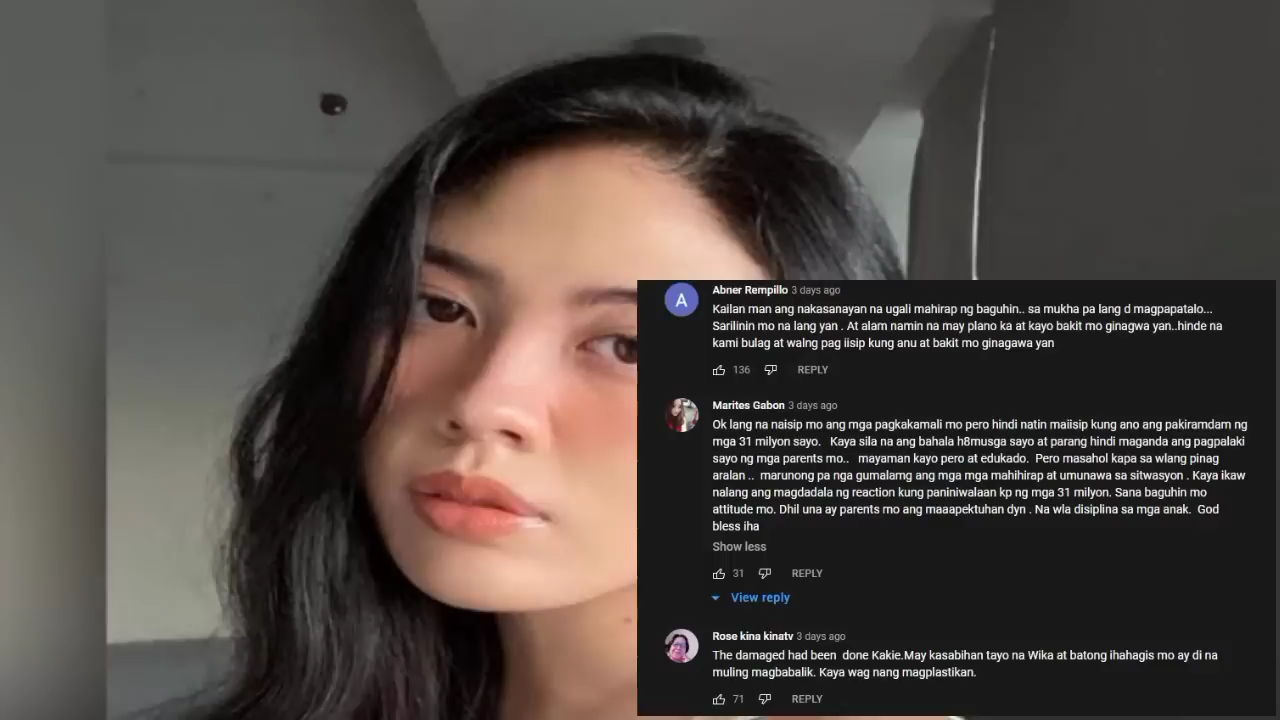 A
Abner Rempillo 3 days ago
Kailan man ang nakasanayan na ugali mahirap ng baguhin.. sa mukha pa lang d magpapatalo...
Sarilinin mo na lang yan . At alam namin na may plano ka at kayo bakit mo ginagwa yan..hinde na
kami bulag at walng pag iisip kung anu at bakit mo ginagawa yan
136 REPLY
Marites Gabon 3 days ago
Ok lang na naisip mo ang mga pagkakamali mo pero hindi natin maiisip kung ano ang pakiramdam ng
mga 31 milyon sayo. Kaya sila na ang bahala h8musga sayo at parang hindi maganda ang pagpalaki
sayo ng mga parents mo.. mayaman kayo pero at edukado. Pero masahol kapa sa wlang pinag
aralan .. marunong pa nga gumalamg ang mga mga mahihirap at umunawa sa sitwasyon . Kaya ikaw
nalang ang magdadala ng reaction kung paniniwalaan kp ng mga 31 milyon. Sana baguhin mo
attitude mo. Dhil una ay parents mo ang maaapektuhan dyn . Na wla disiplina sa mga anak. God
bless iha
Show less
31 REPLY
View reply
Rose kina kinatv 3 days ago
The damaged had been done Kakie.May kasabihan tayo na Wika at batong ihahagis mo ay di na
muling magbabalik. Kaya wag nang magplastikan.
71 REPLY